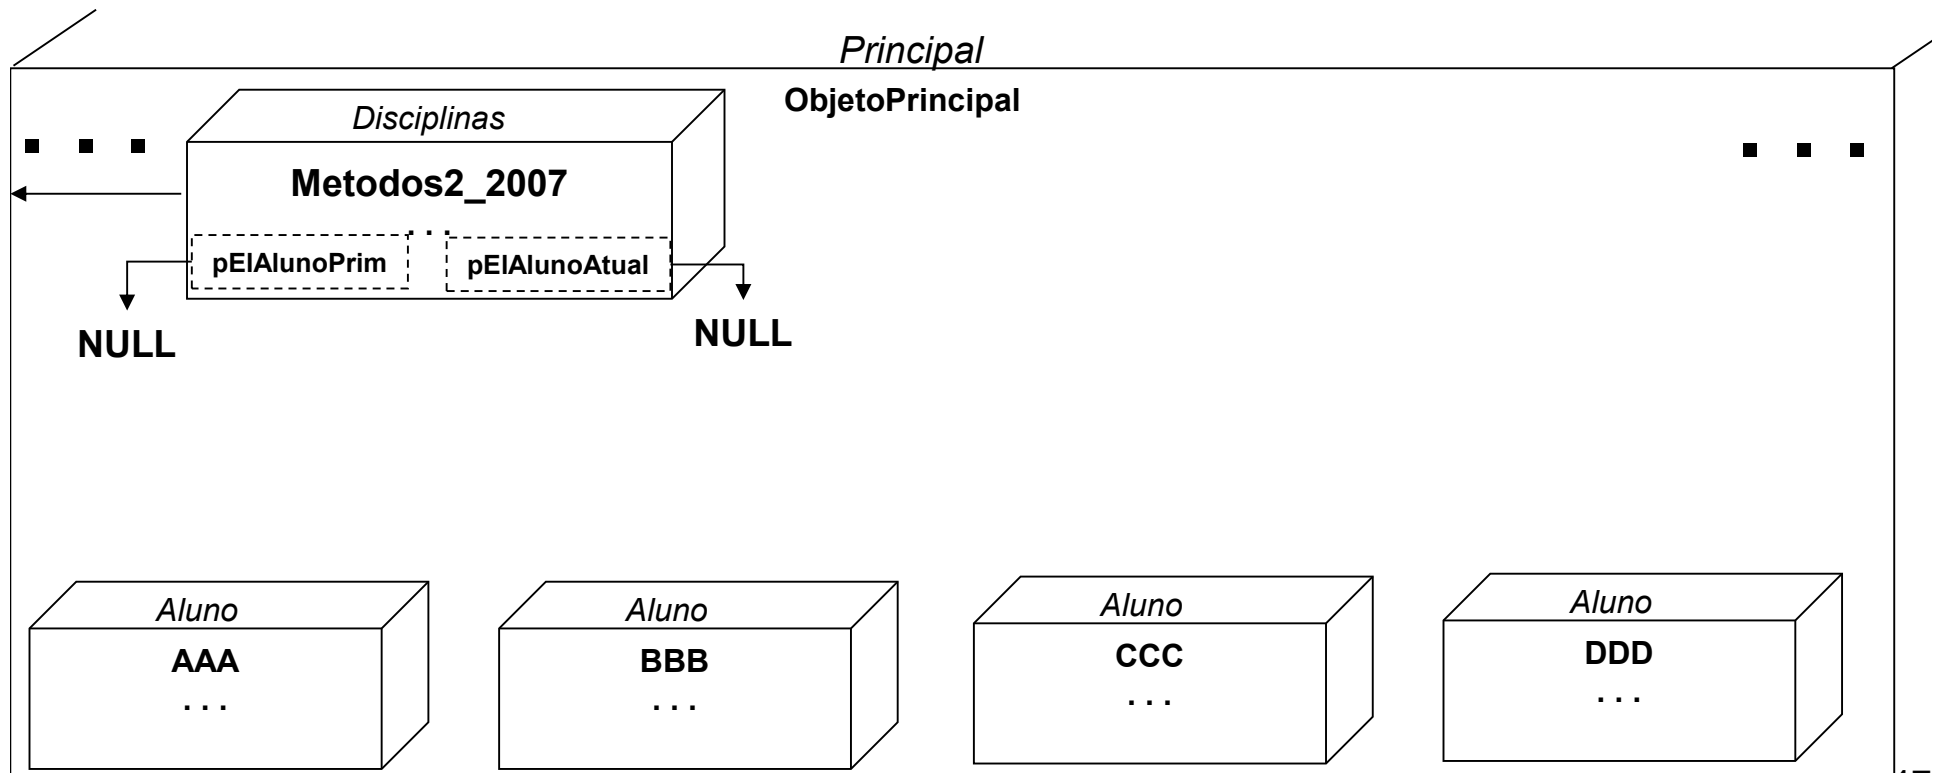 Principal
ObjetoPrincipal
Disciplinas
Metodos2_2007
. . .
pElAlunoPrim
pElAlunoAtual
NULL
NULL
Aluno
AAA
. . .
Aluno
BBB
. . .
Aluno
CCC
. . .
Aluno
DDD
. . .